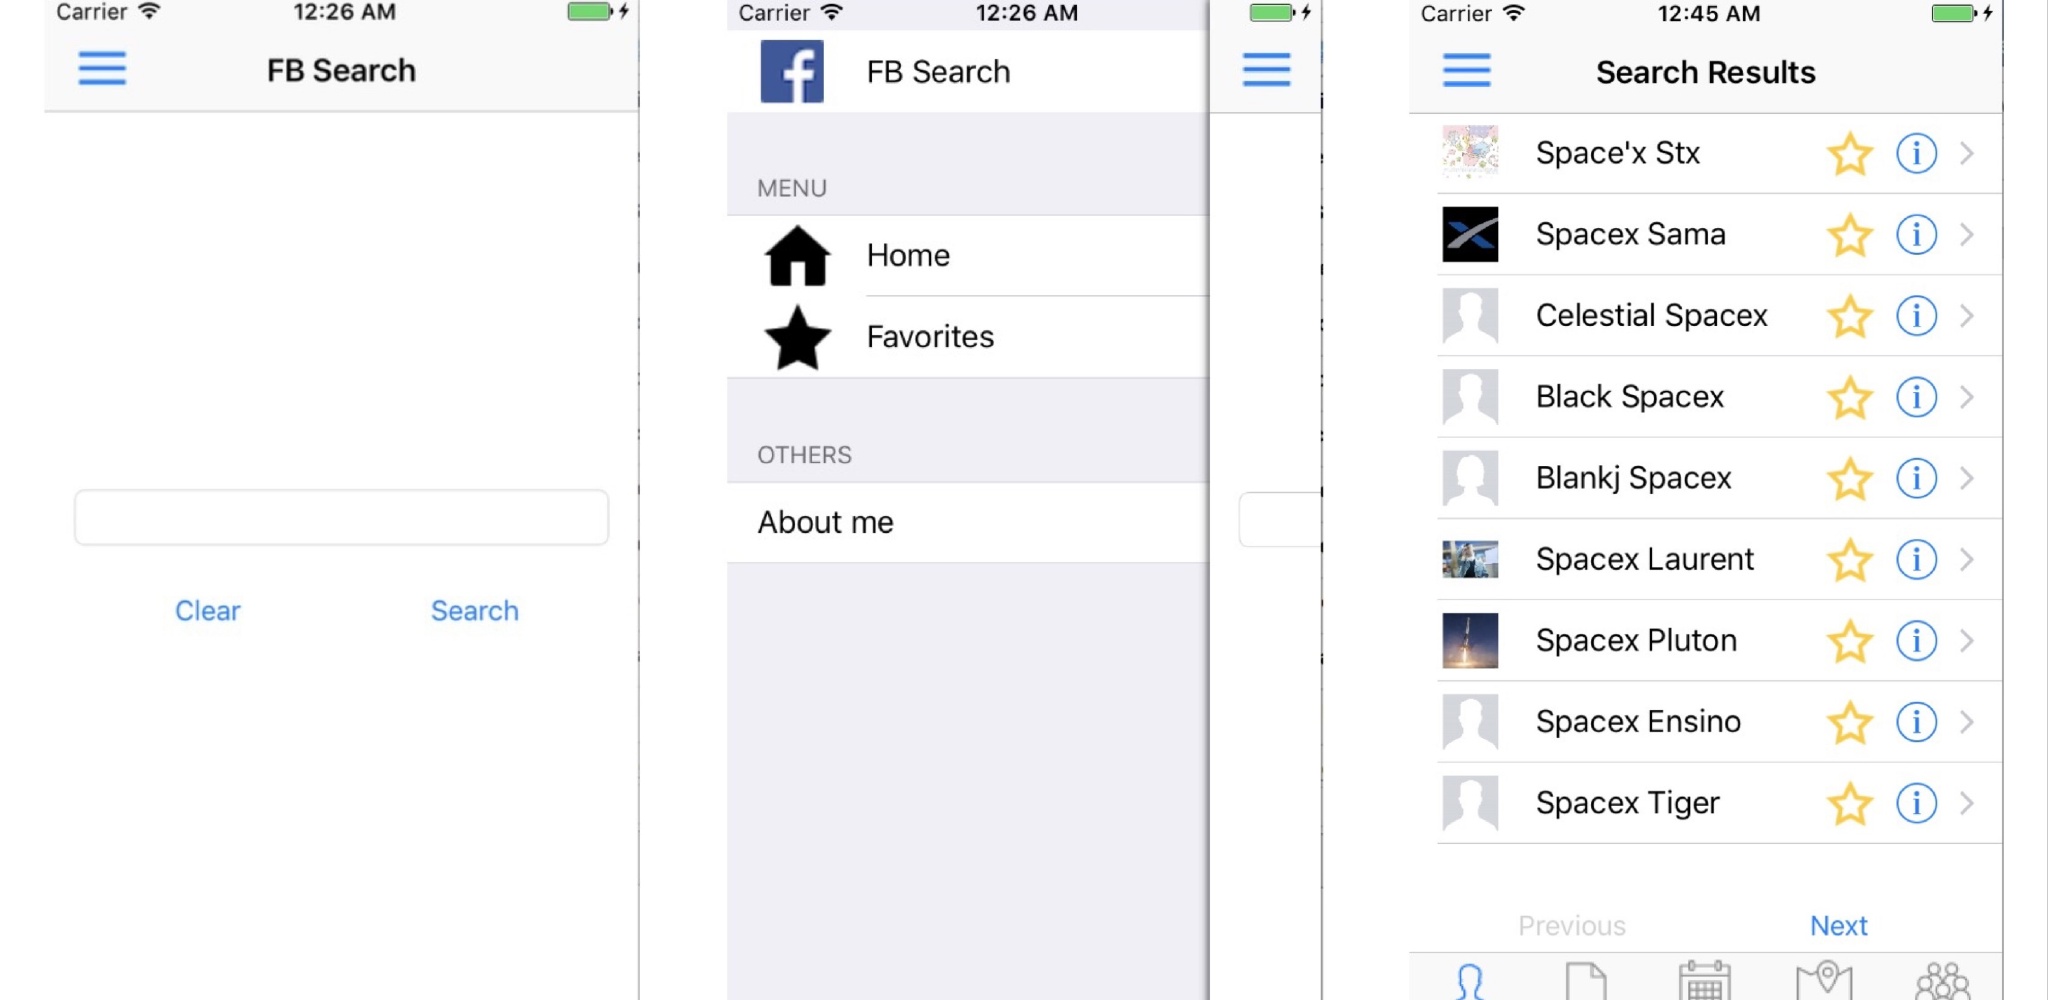 Carrier 12:26 AM
FB Search
Clear Search
Carrier 12:26 AM
FB Search
MENU
Home
Favorites
OTHERS
About me
Carrier 12:45 AM
Search Results
Space'x Stx
Spacex Sama
Celestial Spacex
Black Spacex
Blankj Spacex
Spacex Laurent
Spacex Pluton
Spacex Ensino
Spacex Tiger
Previous Next